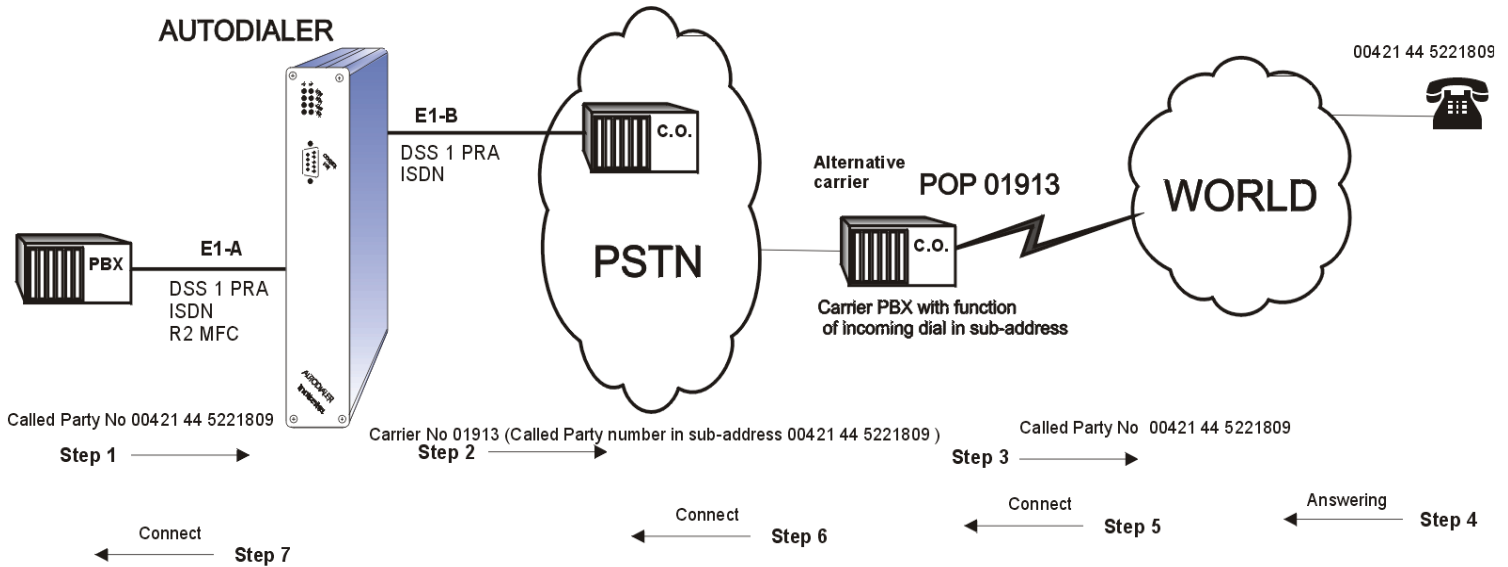 AUTODIALER
00421 44 5221809
E1-B
DSS 1 PRA
ISDN
C.O.
Alternative
carrier
POP 01913
WORLD
PBX
E1-A
DSS 1 PRA
ISDN
R2 MFC
PSTN
C.O.
Carrier PBX with function
of incoming dial in sub-address
AUTODIALER
Called Party No 00421 44 5221809
Step 1
Carrier No 01913 (Called Party number in sub-address 00421 44 5221809 )
Step 2
Called Party No 00421 44 5221809
Step 3
Answering
Step 4
Connect
Step 5
Connect
Step 6
Connect
Step 7